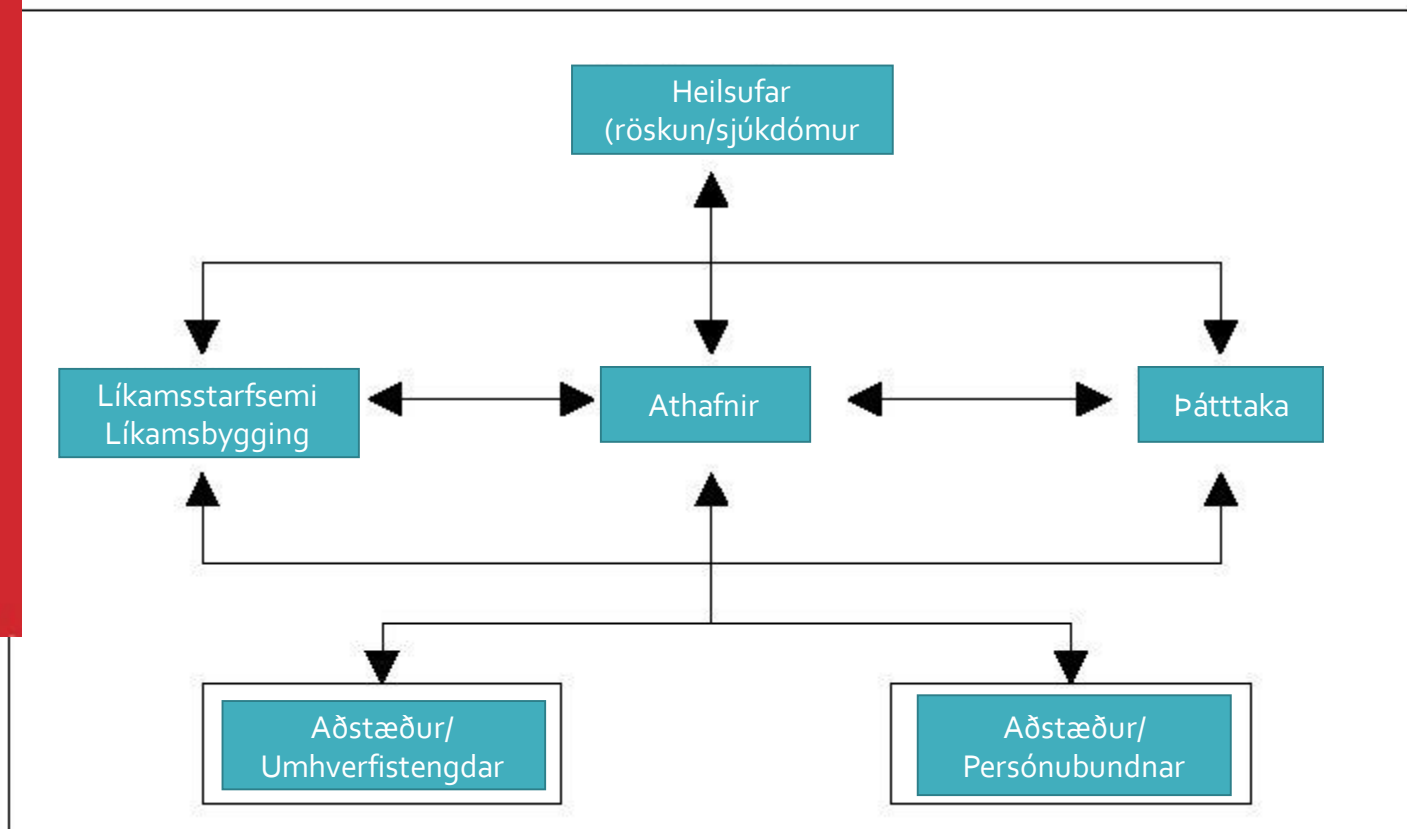 Heilsufar
(röskun/sjúkdómur
Líkamsstarfsemi
Líkamsbygging
Athafnir
Þátttaka
Aðstæður/
Umhverfistengdar
Aðstæður/
Persónubundnar